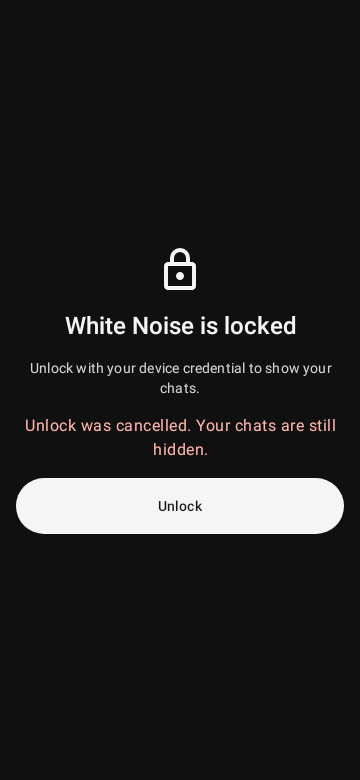 White Noise is locked
Unlock with your device credential to show your
chats.
Unlock was cancelled. Your chats are still
hidden.
Unlock